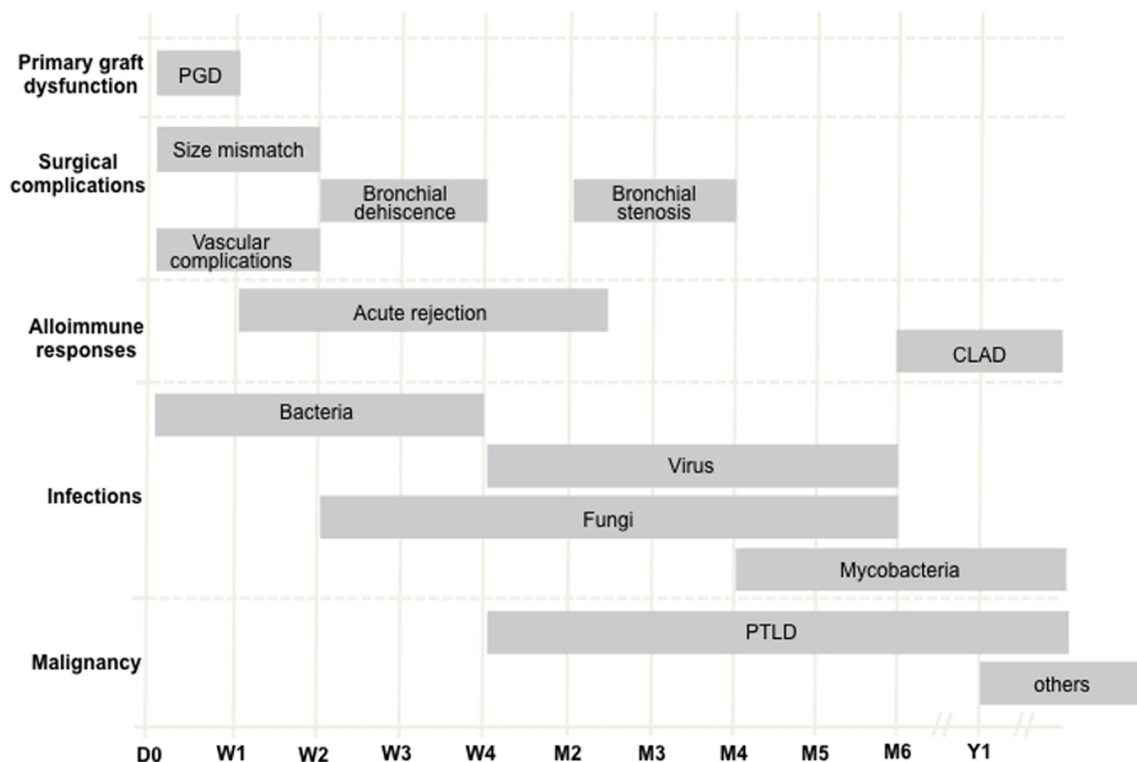 Primary graft
dysfunction
PGD
Surgical
complications
Size mismatch
Bronchial
dehiscence
Bronchial
stenosis
Vascular
complications
Alloimmune
responses
Acute rejection
CLAD
Infections
Bacteria
Virus
Fungi
Mycobacteria
Malignancy
PTLD
others
D0 W1 W2 W3 W4 M2 M3 M4 M5 M6 Y1